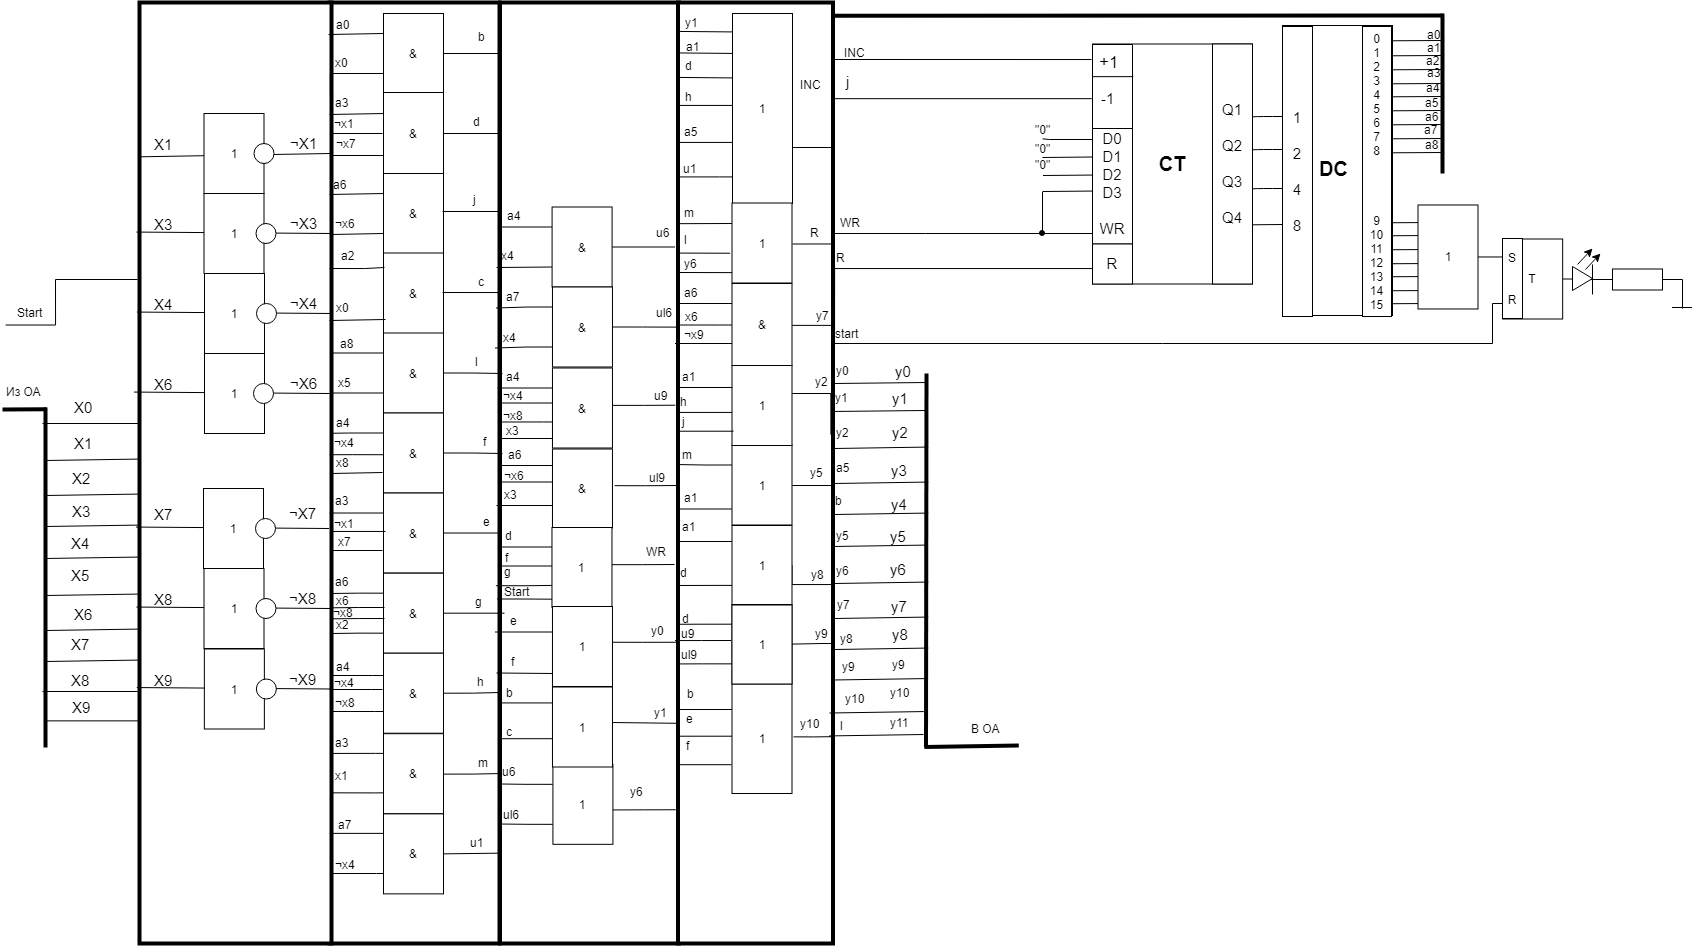 Start
Из ОА
X0
X1
X2
X3
X4
X5
X6
X7
X8
X9
X1
1
¬X1
X3
1
¬X3
X4
1
¬X4
X6
1
¬X6
X7
1
¬X7
X8
1
¬X8
X9
1
¬X9
a0
x0
&
b
a3
¬x1
¬x7
&
d
a6
¬x6
&
j
a2
x0
&
c
a8
x5
&
l
a4
¬x4
x8
&
f
a3
¬x1
x7
&
e
a6
x6
¬x8
x2
&
g
a4
¬x4
¬x8
&
h
a3
x1
&
m
a7
¬x4
&
u1
a4
x4
&
u6
a7
x4
&
ul6
a4
¬x4
¬x8
x3
&
u9
a6
¬x6
x3
&
ul9
d
f
g
Start
1
WR
e
f
1
y0
b
c
1
y1
u6
ul6
1
y6
y1
a1
d
h
a5
u1
1
INC
m
l
y6
1
R
a6
x6
¬x9
&
y7
a1
h
j
1
y2
m
a1
1
y5
a1
d
1
y8
d
u9
ul9
1
y9
b
e
f
1
y10
INC
j
"0"
"0"
"0"
WR
R
start
+1
-1
D0
D1
D2
D3
WR
R
CT
Q1
Q2
Q3
Q4
1
2
4
8
DC
0
1
2
3
4
5
6
7
8
9
10
11
12
13
14
15
a0
a1
a2
a3
a4
a5
a6
a7
a8
1
S
R
T
y0 y0
y1 y1
y2 y2
a5 y3
b y4
y5 y5
y6 y6
y7 y7
y8 y8
y9 y9
y10 y10
l y11
В ОА